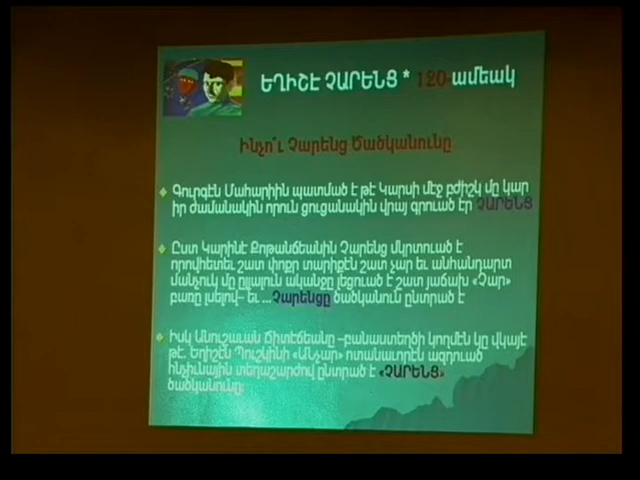 ԵՂԻՇԷ ՉԱՐԵՆՑ * 120-ամեակ
Ինչո՞ւ Չարենց Ծածկանունը
Գուրգէն Մահարիին պատմած է թէ Կարսի մէջ բժիշկ մը կար
իր ժամանակին որուն ցուցանակին վրայ գրուած էր ՉԱՐԵՆՑ
Ըստ Կարինէ Քոթանճեանին Չարենց մկրտուած է
որովհետեւ շատ փոքր տարիքէն շատ չար եւ անհանդարտ
մանչուկ մը ըլլալուն ականջը լեցուած է շատ յաճախ «Չար»
բառը լսելով– եւ ...Չարենցը ծածկանուն ընտրած է
Իսկ Անուշաւան Ճիտէճեանը –բանաստեղծի կողմէն կը վկայէ
թէ. Եղիշէն Պուշկինի «Անչար» ոտանաւորէն ազդուած
հնչիւնային տեղաշարժով ընտրած է «ՉԱՐԵՆՑ»
ծածկանունը: